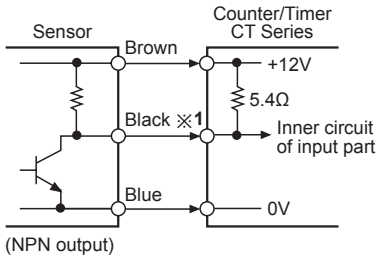 Counter/Timer
Sensor
CT Series
Brown
+12V
5.4Ω
Black ※1
Inner circuit
of input part
Blue
0V
(NPN output)